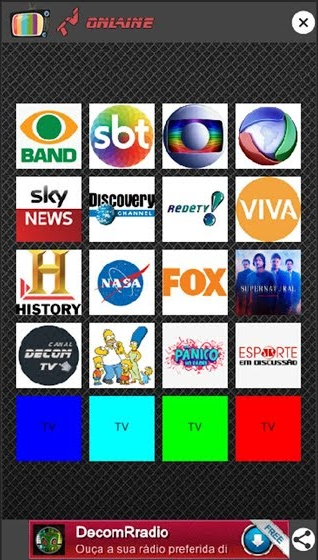 ONLAINE
BAND
sbt
sky
NEWS
Discovery
CHANNEL
REDETV!
VIVA
H
HISTORY
NASA
FOX
SUPERNATURAL
CANAL
DECOM
TV
PANICO
ESPORTE
EM DISCUSSÃO
TV
TV
TV
TV
DecomRradio
Ouça a sua rádio preferida di
FREE